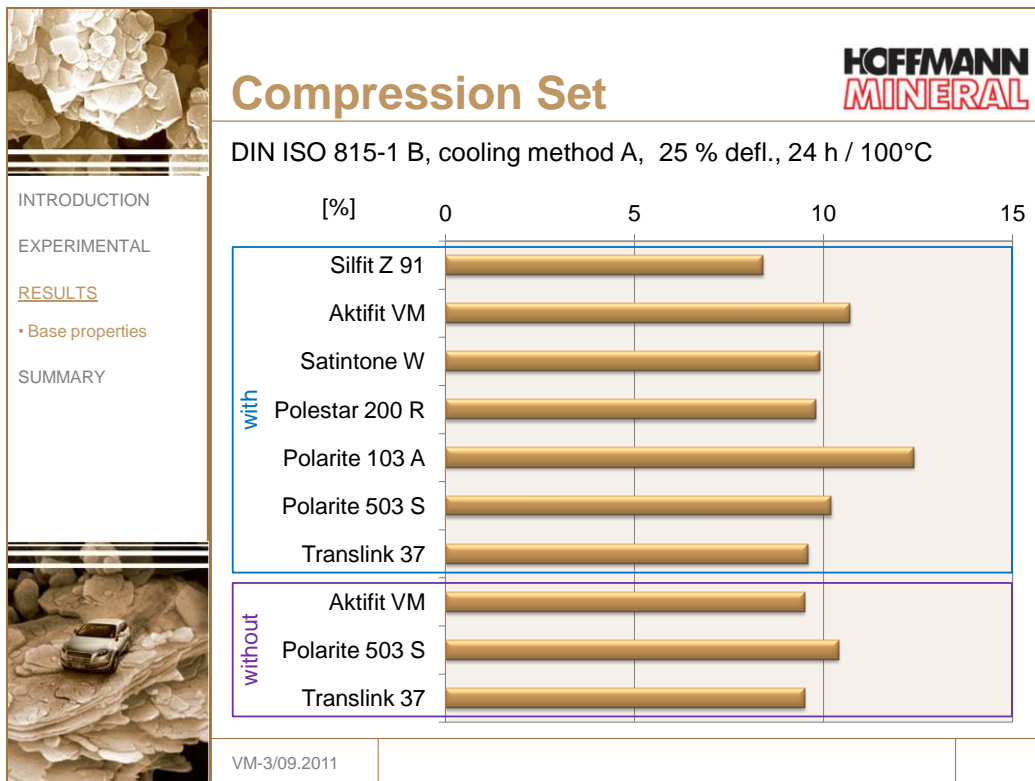 HOFFMANN
MINERAL
Compression Set
DIN ISO 815-1 B, cooling method A, 25 % defl., 24 h / 100°C
INTRODUCTION
EXPERIMENTAL
RESULTS
• Base properties
SUMMARY
[%] 0 5 10 15
with
Silfit Z 91
Aktifit VM
Satintone W
Polestar 200 R
Polarite 103 A
Polarite 503 S
Translink 37
without
Aktifit VM
Polarite 503 S
Translink 37
VM-3/09.2011